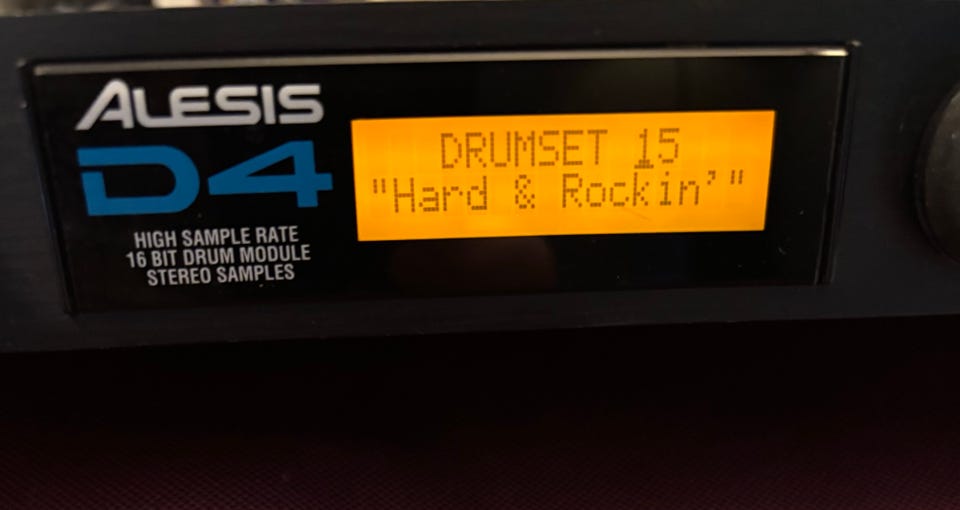 ALESIS
D4
HIGH SAMPLE RATE
16 BIT DRUM MODULE
STEREO SAMPLES
DRUMSET 15
"Hard & Rockin'"